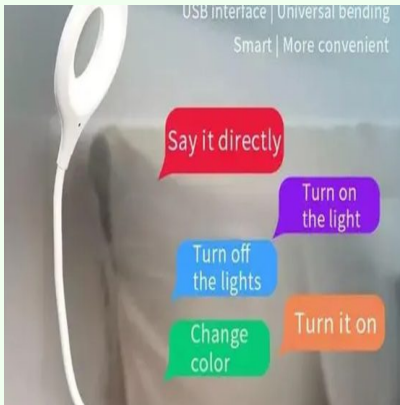 USB interface | Universal bending
Smart | More convenient
Say it directly
Turn on
the light
Turn off
the lights
Turn it on
Change
color